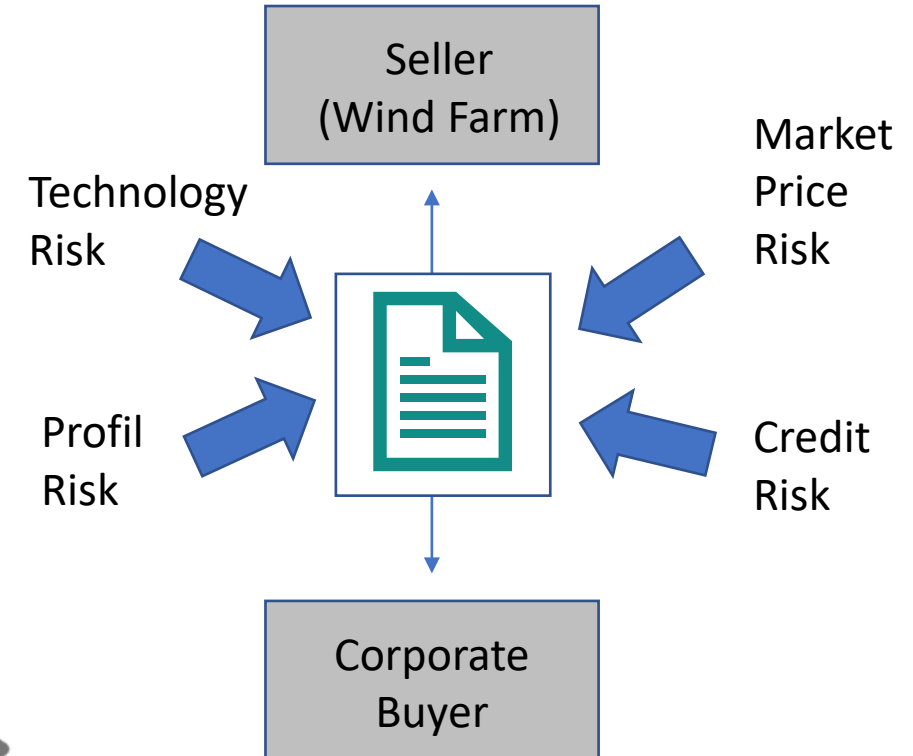 Seller
(Wind Farm)
Technology
Risk
Market
Price
Risk
Profil
Risk
Credit
Risk
Corporate
Buyer